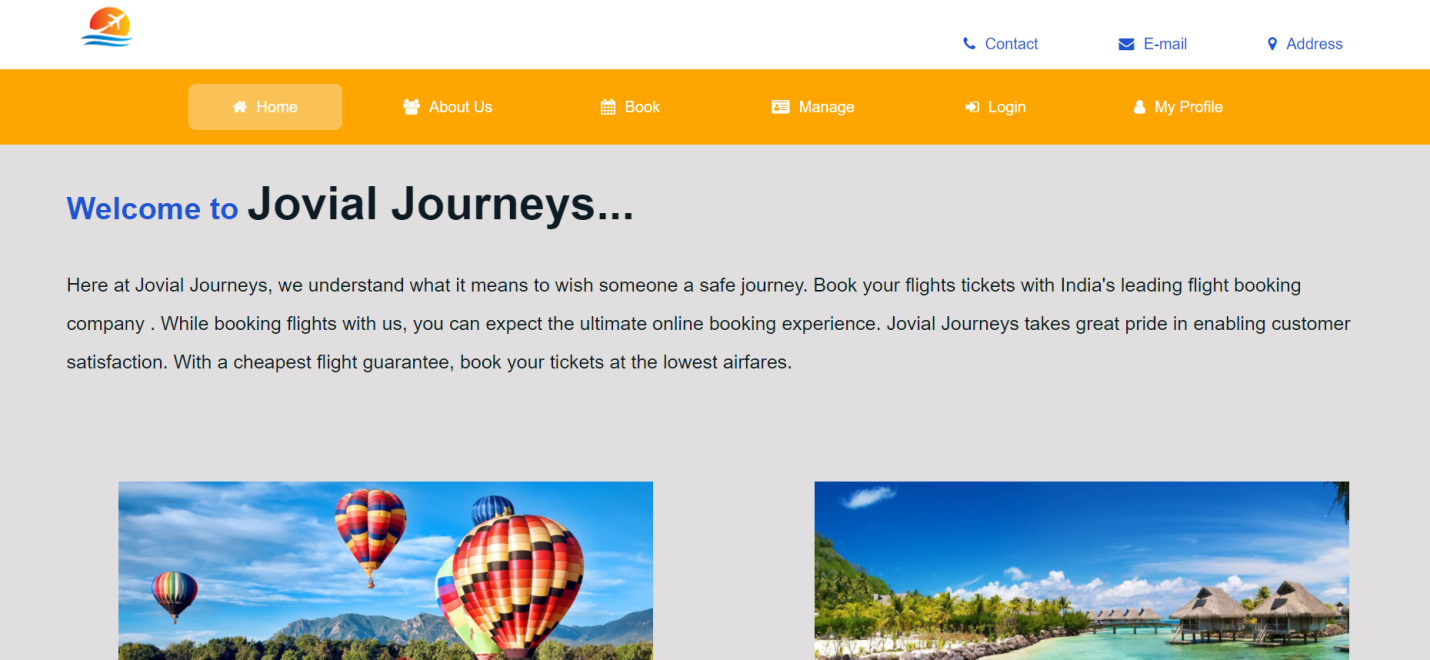 Contact E-mail Address
Home About Us Book Manage Login My Profile
Welcome to Jovial Journeys...
Here at Jovial Journeys, we understand what it means to wish someone a safe journey. Book your flights tickets with India's leading flight booking
company . While booking flights with us, you can expect the ultimate online booking experience. Jovial Journeys takes great pride in enabling customer
satisfaction. With a cheapest flight guarantee, book your tickets at the lowest airfares.